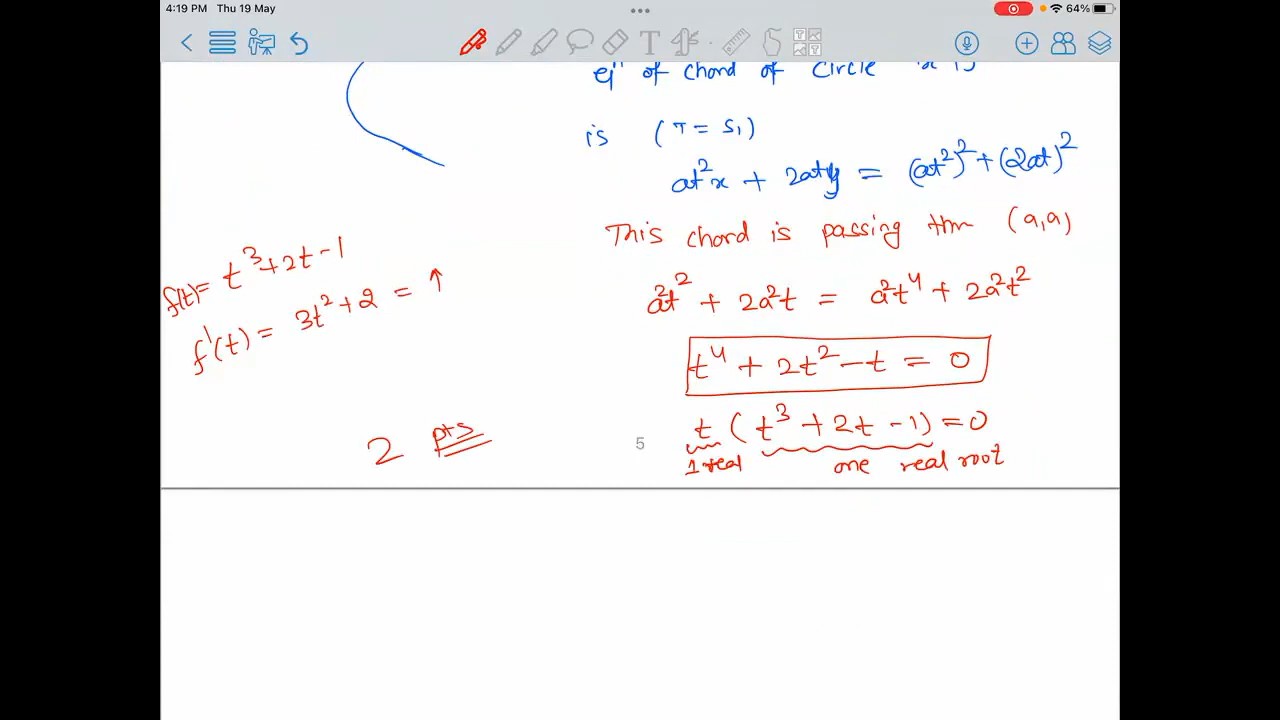 4:19 PM Thu 19 May
64%
of chord of Circle
is (T = S₁)
at²x + 2aty = (at²)² + (2at)²
This chord is passing thru (a,a)
a²t² + 2a²t = a²t⁴ + 2a²t²
t⁴ + 2t² - t = 0
t (t³ + 2t - 1) = 0
1 real one real root
f(t) = t³ + 2t - 1
f'(t) = 3t² + 2 = ↑
2 pts
5